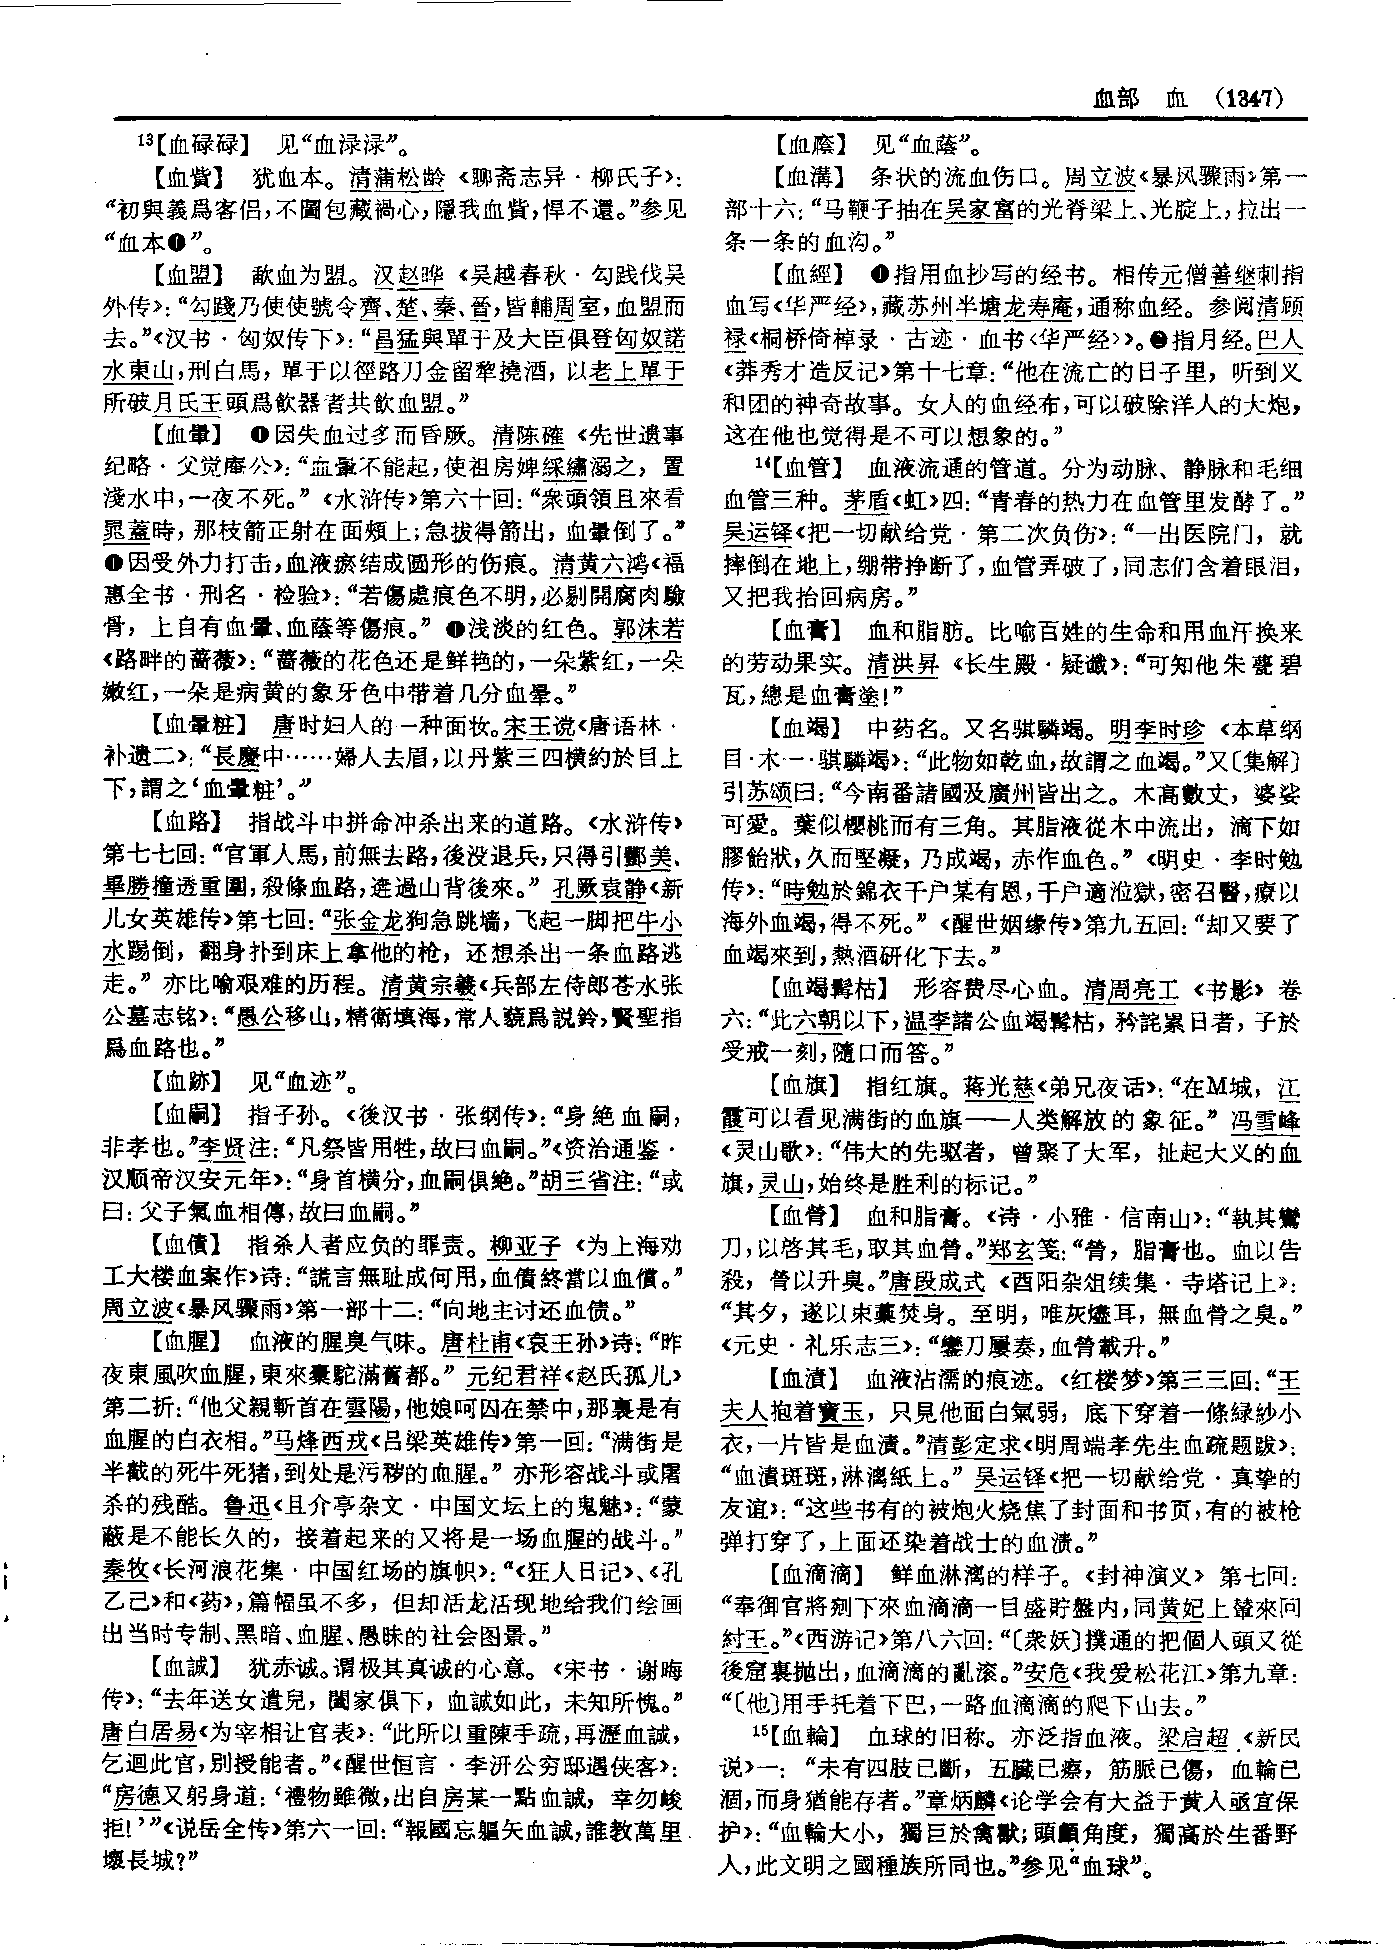 血部　血　(1347)
¹³【血碌碌】　见“血渌渌”。
【血貲】　犹血本。清蒲松龄《聊斋志异·柳氏子》：
“初與義爲客侣，不圖包藏禍心，隱我血貲，悍不還。”参见
“血本❶”。
【血盟】　歃血为盟。汉赵晔《吴越春秋·勾践伐吴
外传》：“勾踐乃使使號令齊、楚、秦、晉，皆輔周室，血盟而
去。”《汉书·匈奴传下》：“昌猛與單于及大臣俱登匈奴諾
水東山，刑白馬，單于以徑路刀金留犂撓酒，以老上單于
所破月氏王頭爲飲器者共飲血盟。”
【血暈】　❶因失血过多而昏厥。清陈確《先世遗事
纪略·父觉庵公》：“血暈不能起，使祖房婢綵繡溺之，置
淺水中，一夜不死。”《水浒传》第六十回：“衆頭領且來看
晁蓋時，那枝箭正射在面頰上；急拔得箭出，血暈倒了。”
❶因受外力打击，血液瘀结成圆形的伤痕。清黄六鸿《福
惠全书·刑名·检验》：“若傷處痕色不明，必剔開腐肉驗
骨，上自有血暈、血蔭等傷痕。”❶浅淡的红色。郭沫若
《路畔的蔷薇》：“蔷薇的花色还是鲜艳的，一朵紫红，一朵
嫩红，一朵是病黄的象牙色中带着几分血晕。”
【血暈粧】　唐时妇人的一种面妆。宋王谠《唐语林·
补遗二》：“長慶中……婦人去眉，以丹紫三四横約於目上
下，謂之‘血暈粧’。”
【血路】　指战斗中拼命冲杀出来的道路。《水浒传》
第七七回：“官軍人馬，前無去路，後没退兵，只得引酆美、
畢勝撞透重圍，殺條血路，迯過山背後來。”孔厥袁静《新
儿女英雄传》第七回：“张金龙狗急跳墙，飞起一脚把牛小
水踢倒，翻身扑到床上拿他的枪，还想杀出一条血路逃
走。”亦比喻艰难的历程。清黄宗羲《兵部左侍郎苍水张
公墓志铭》：“愚公移山，精衛填海，常人藐爲説鈴，賢聖指
爲血路也。”
【血跡】　见“血迹”。
【血嗣】　指子孙。《後汉书·张纲传》：“身絶血嗣，
非孝也。”李贤注：“凡祭皆用牲，故曰血嗣。”《资治通鉴·
汉顺帝汉安元年》：“身首横分，血嗣俱绝。”胡三省注：“或
曰：父子氣血相傳，故曰血嗣。”
【血債】　指杀人者应负的罪责。柳亚子《为上海劝
工大楼血案作》诗：“謊言無耻成何用，血債終當以血償。”
周立波《暴风骤雨》第一部十二：“向地主讨还血债。”
【血腥】　血液的腥臭气味。唐杜甫《哀王孙》诗：“昨
夜東風吹血腥，東來橐駝滿舊都。”元纪君祥《赵氏孤儿》
第二折：“他父親斬首在雲陽，他娘呵囚在禁中，那裏是有
血腥的白衣相。”马烽西戎《吕梁英雄传》第一回：“满街是
半截的死牛死猪，到处是污秽的血腥。”亦形容战斗或屠
杀的残酷。鲁迅《且介亭杂文·中国文坛上的鬼魅》：“蒙
蔽是不能长久的，接着起来的又将是一场血腥的战斗。”
秦牧《长河浪花集·中国红场的旗帜》：“《狂人日记》、《孔
乙己》和《药》，篇幅虽不多，但却活龙活现地给我们绘画
出当时专制、黑暗、血腥、愚昧的社会图景。”
【血誠】　犹赤诚。谓极其真诚的心意。《宋书·谢晦
传》：“去年送女遣兒，闔家俱下，血誠如此，未知所愧。”
唐白居易《为宰相让官表》：“此所以重陳手疏，再瀝血誠，
乞迴此官，别授能者。”《醒世恒言·李汧公穷邸遇侠客》：
“房德又躬身道：‘禮物雖微，出自房某一點血誠，幸勿峻
拒！’”《说岳全传》第六一回：“報國忘軀矢血誠，誰教萬里
壞長城？”
【血廕】　见“血蔭”。
【血溝】　条状的流血伤口。周立波《暴风骤雨》第一
部十六：“马鞭子抽在吴家富的光脊梁上、光腚上，拉出一
条一条的血沟。”
【血經】　❶指用血抄写的经书。相传元僧善继刺指
血写《华严经》，藏苏州半塘龙寿庵，通称血经。参阅清顾
禄《桐桥倚棹录·古迹·血书〈华严经〉》。❷指月经。巴人
《莽秀才造反记》第十七章：“他在流亡的日子里，听到义
和团的神奇故事。女人的血经布，可以破除洋人的大炮，
这在他也觉得是不可以想象的。”
¹⁴【血管】　血液流通的管道。分为动脉、静脉和毛细
血管三种。茅盾《虹》四：“青春的热力在血管里发酵了。”
吴运铎《把一切献给党·第二次负伤》：“一出医院门，就
摔倒在地上，绷带挣断了，血管弄破了，同志们含着眼泪，
又把我抬回病房。”
【血膏】　血和脂肪。比喻百姓的生命和用血汗换来
的劳动果实。清洪昇《长生殿·疑谶》：“可知他朱甍碧
瓦，總是血膏塗！”
【血竭】　中药名。又名骐驎竭。明李时珍《本草纲
目·木一·骐驎竭》：“此物如乾血，故謂之血竭。”又〔集解〕
引苏颂曰：“今南番諸國及廣州皆出之。木高數丈，婆娑
可愛。葉似櫻桃而有三角。其脂液從木中流出，滴下如
膠飴狀，久而堅凝，乃成竭，赤作血色。”《明史·李时勉
传》：“時勉於錦衣千户某有恩，千户適涖獄，密召醫，療以
海外血竭，得不死。”《醒世姻缘传》第九五回：“却又要了
血竭來到，熱酒研化下去。”
【血竭髯枯】　形容费尽心血。清周亮工《书影》卷
六：“此六朝以下，温李諸公血竭髯枯，矜詫累日者，子於
受戒一刻，隨口而答。”
【血旗】　指红旗。蒋光慈《弟兄夜话》：“在M城，江
霞可以看见满街的血旗——人类解放的象征。”冯雪峰
《灵山歌》：“伟大的先驱者，曾聚了大军，扯起大义的血
旗，灵山，始终是胜利的标记。”
【血膋】　血和脂膏。《诗·小雅·信南山》：“執其鸞
刀，以啓其毛，取其血膋。”郑玄笺：“膋，脂膏也。血以告
殺，膋以升臭。”唐段成式《酉阳杂俎续集·寺塔记上》：
“其夕，遂以束藁焚身。至明，唯灰燼耳，無血膋之臭。”
《元史·礼乐志三》：“鑾刀屢奏，血膋載升。”
【血漬】　血液沾濡的痕迹。《红楼梦》第三三回：“王
夫人抱着寶玉，只見他面白氣弱，底下穿着一條緑紗小
衣，一片皆是血漬。”清彭定求《明周端孝先生血疏题跋》：
“血漬斑斑，淋漓紙上。”吴运铎《把一切献给党·真挚的
友谊》：“这些书有的被炮火烧焦了封面和书页，有的被枪
弹打穿了，上面还染着战士的血渍。”
【血滴滴】　鲜血淋漓的样子。《封神演义》第七回：
“奉御官將剜下來血滴滴一目盛貯盤内，同黄妃上輦來回
紂王。”《西游记》第八六回：“〔衆妖〕撲通的把個人頭又從
後窟裏抛出，血滴滴的亂滚。”安危《我爱松花江》第九章：
“〔他〕用手托着下巴，一路血滴滴的爬下山去。”
¹⁵【血輪】　血球的旧称。亦泛指血液。梁启超《新民
说》一：“未有四肢已斷，五臟已瘵，筋脈已傷，血輪已
涸，而身猶能存者。”章炳麟《论学会有大益于黄人亟宜保
护》：“血輪大小，獨巨於禽獸；頭顱角度，獨高於生番野
人，此文明之國種族所同也。”参见“血球”。